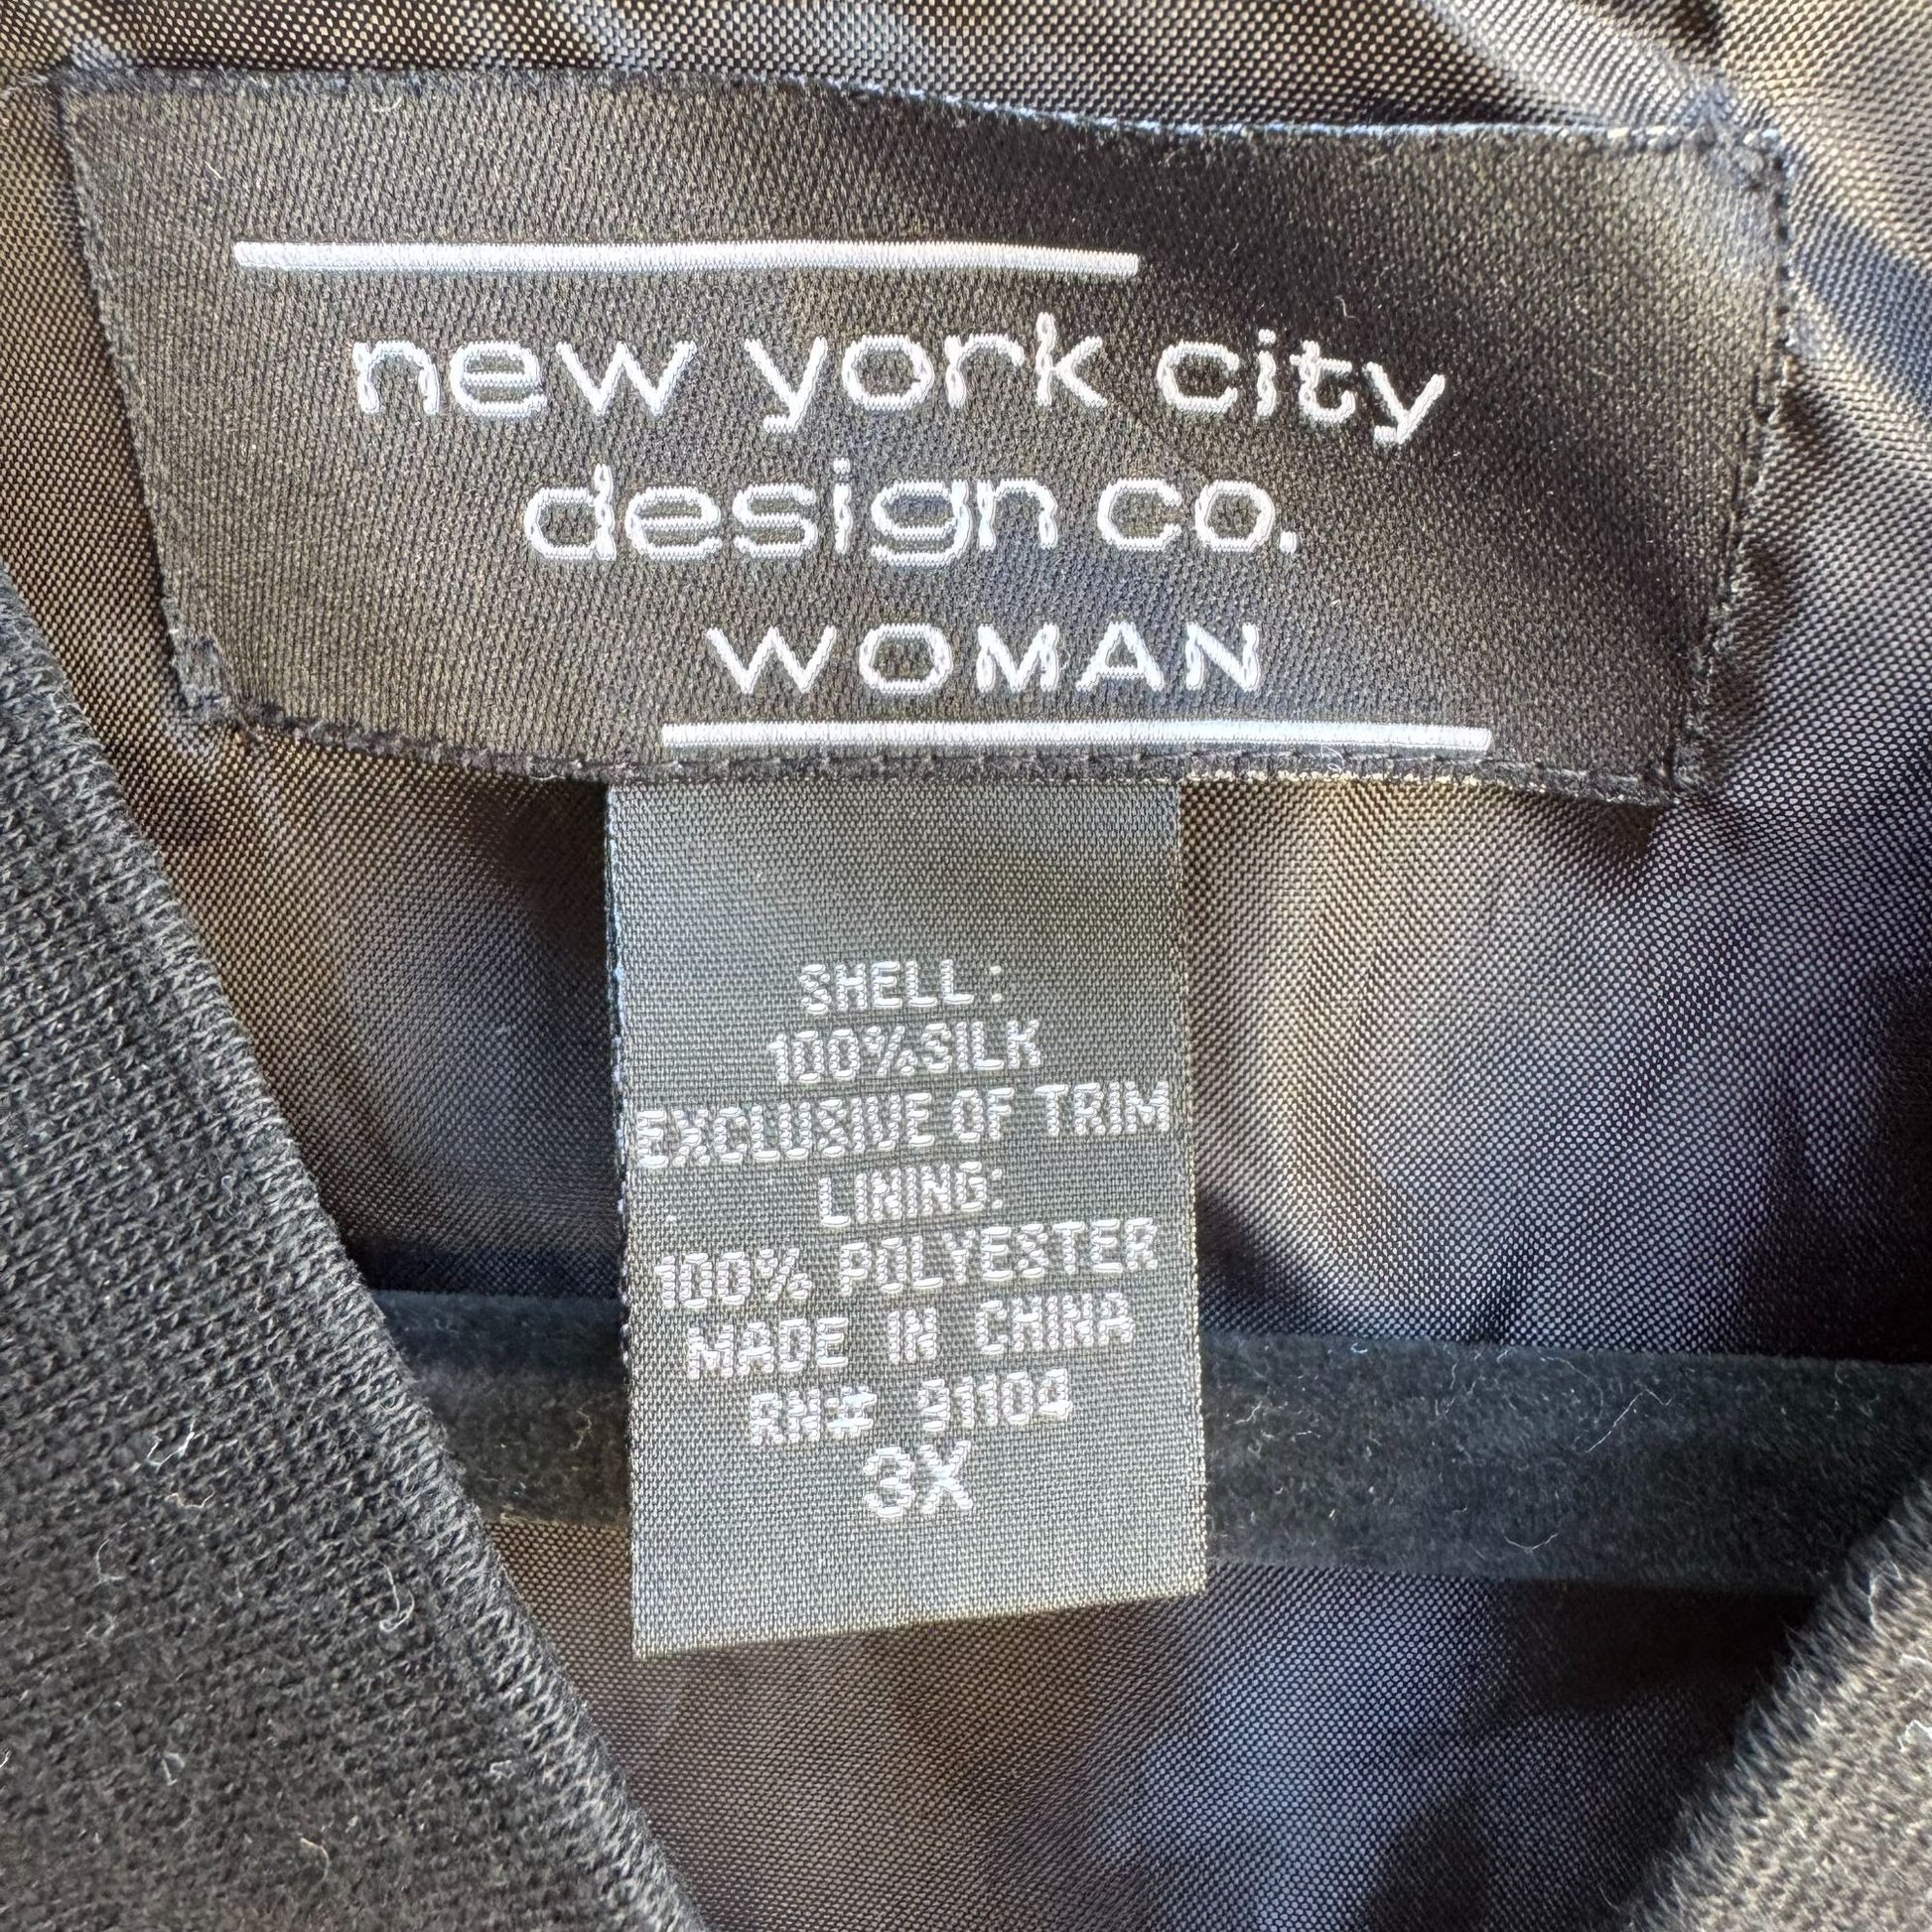 new york city
design co.
WOMAN
SHELL:
100%SILK
EXCLUSIVE OF TRIM
LINING:
100% POLYESTER
MADE IN CHINA
RN# 91104
3X